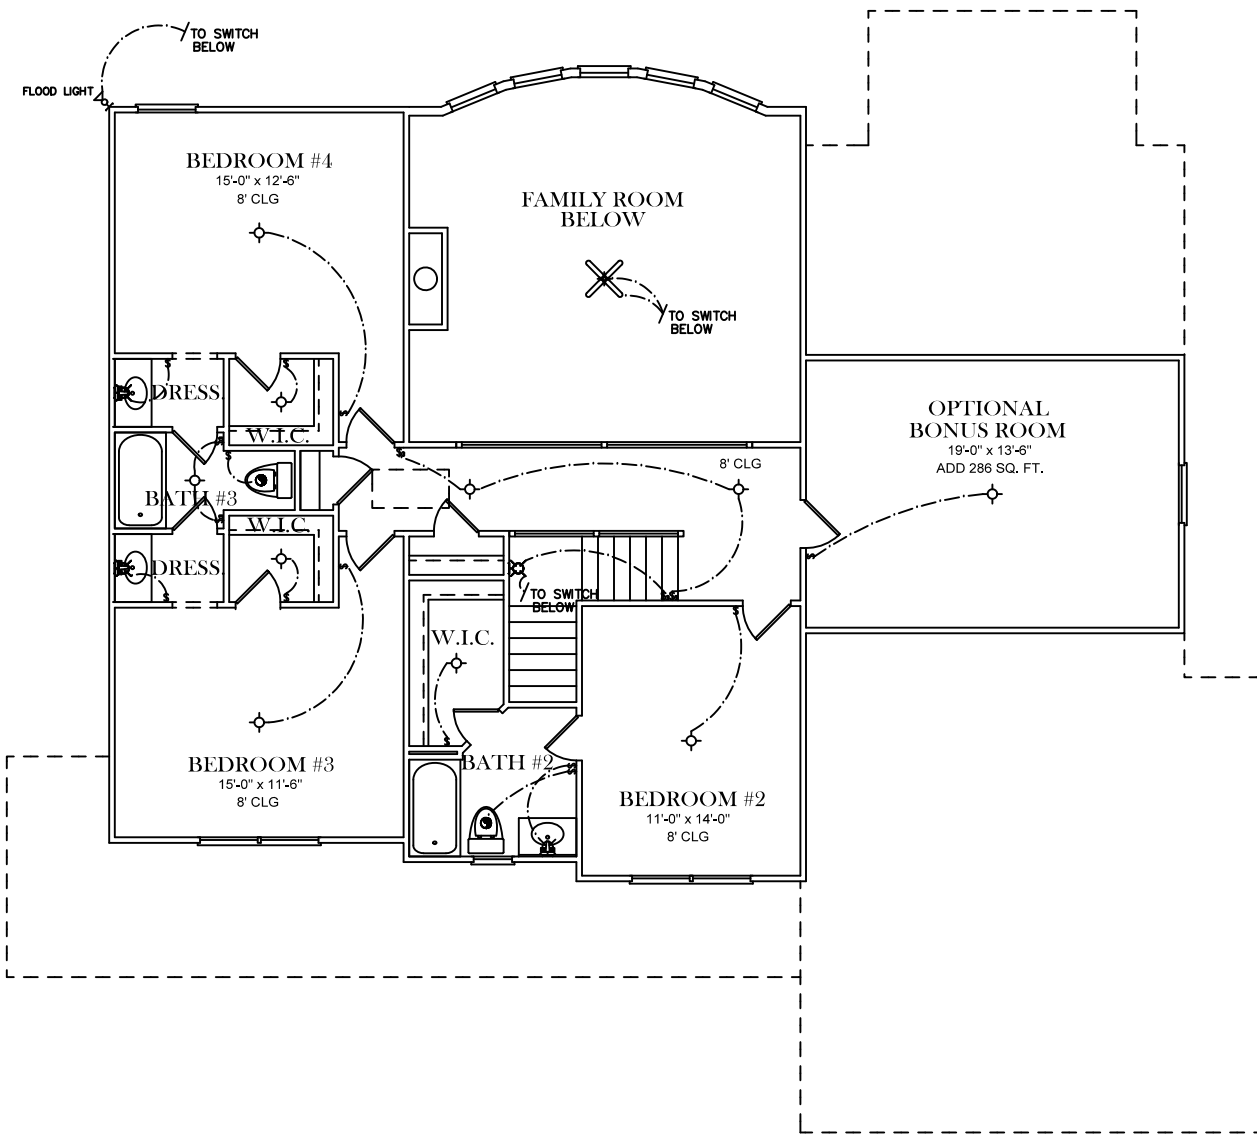 TO SWITCH
BELOW
FLOOD LIGHT
BEDROOM #4
15'-0" x 12'-6"
8' CLG
FAMILY ROOM
BELOW
TO SWITCH
BELOW
DRESS.
W.I.C.
OPTIONAL
BONUS ROOM
19'-0" x 13'-6"
ADD 286 SQ. FT.
8' CLG
BATH #3
W.I.C.
DRESS.
TO SWITCH
BELOW
W.I.C.
BEDROOM #3
15'-0" x 11'-6"
8' CLG
BATH #2
BEDROOM #2
11'-0" x 14'-0"
8' CLG